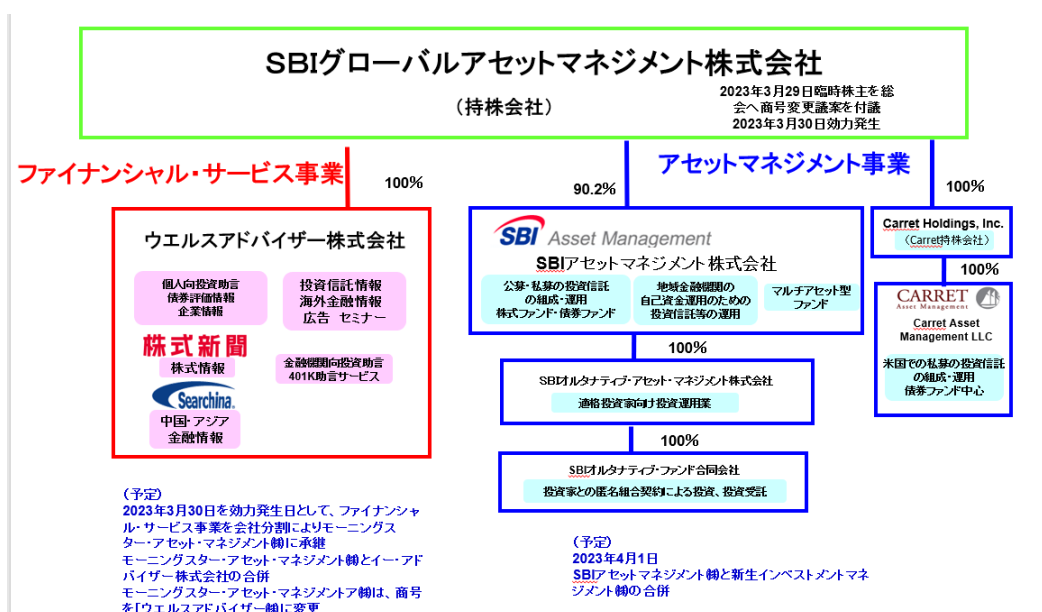 SBIグローバルアセットマネジメント株式会社
（持株会社）
2023年3月29日臨時株主を総
会へ商号変更議案を付議
2023年3月30日効力発生
ファイナンシャル・サービス事業
100%
90.2%
アセットマネジメント事業
100%
ウエルスアドバイザー株式会社
個人向投資助言
債券評価情報
企業情報
投資信託情報
海外金融情報
広告 セミナー
株式新聞
株式情報
金融機関向投資助言
401K助言サービス
Searchina.
中国・アジア
金融情報
SBI Asset Management
SBIアセットマネジメント株式会社
公募・私募の投資信託
の組成・運用
株式ファンド・債券ファンド
地域金融機関の
自己資金運用のための
投資信託等の運用
マルチアセット型
ファンド
100%
SBIオルタナティブ・アセット・マネジメント株式会社
適格投資家向け投資運用業
100%
SBIオルタナティブ・ファンド合同会社
投資家との匿名組合契約による投資、投資受託
Carret Holdings, Inc.
（Carret持株会社）
100%
CARRET
Asset Management
Carret Asset
Management LLC
米国での私募の投資信託
の組成・運用
債券ファンド中心
（予定）
2023年3月30日を効力発生日として、ファイナンシャ
ル・サービス事業を会社分割によりモーニングス
ター・アセット・マネジメント㈱に承継
モーニングスター・アセット・マネジメント㈱とイー・アド
バイザー株式会社の合併
モーニングスター・アセット・マネジメントア㈱は、商号
を「ウエルスアドバイザー㈱に変更
（予定）
2023年4月1日
SBIアセットマネジメント㈱と新生インベストメントマネ
ジメント㈱の合併